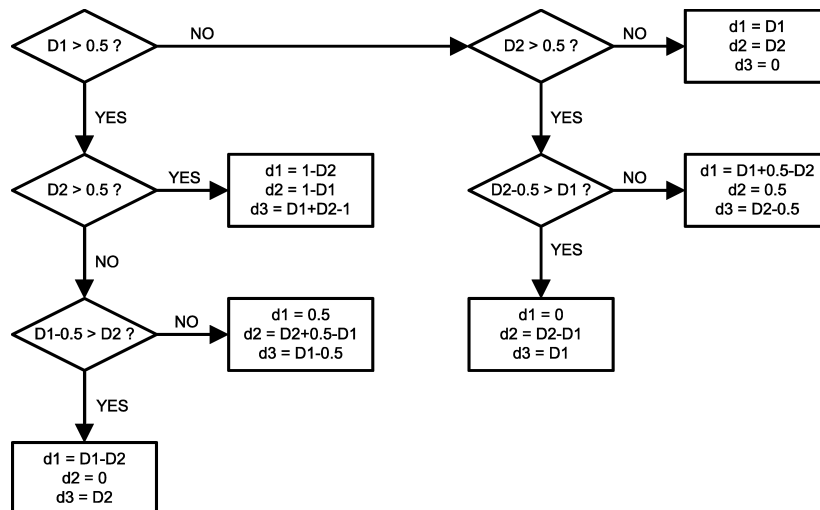 D1 > 0.5 ?
NO
D2 > 0.5 ?
NO
d1 = D1
d2 = D2
d3 = 0
YES
YES
D2 > 0.5 ?
YES
d1 = 1-D2
d2 = 1-D1
d3 = D1+D2-1
D2-0.5 > D1 ?
NO
d1 = D1+0.5-D2
d2 = 0.5
d3 = D2-0.5
NO
YES
D1-0.5 > D2 ?
NO
d1 = 0.5
d2 = D2+0.5-D1
d3 = D1-0.5
d1 = 0
d2 = D2-D1
d3 = D1
YES
d1 = D1-D2
d2 = 0
d3 = D2